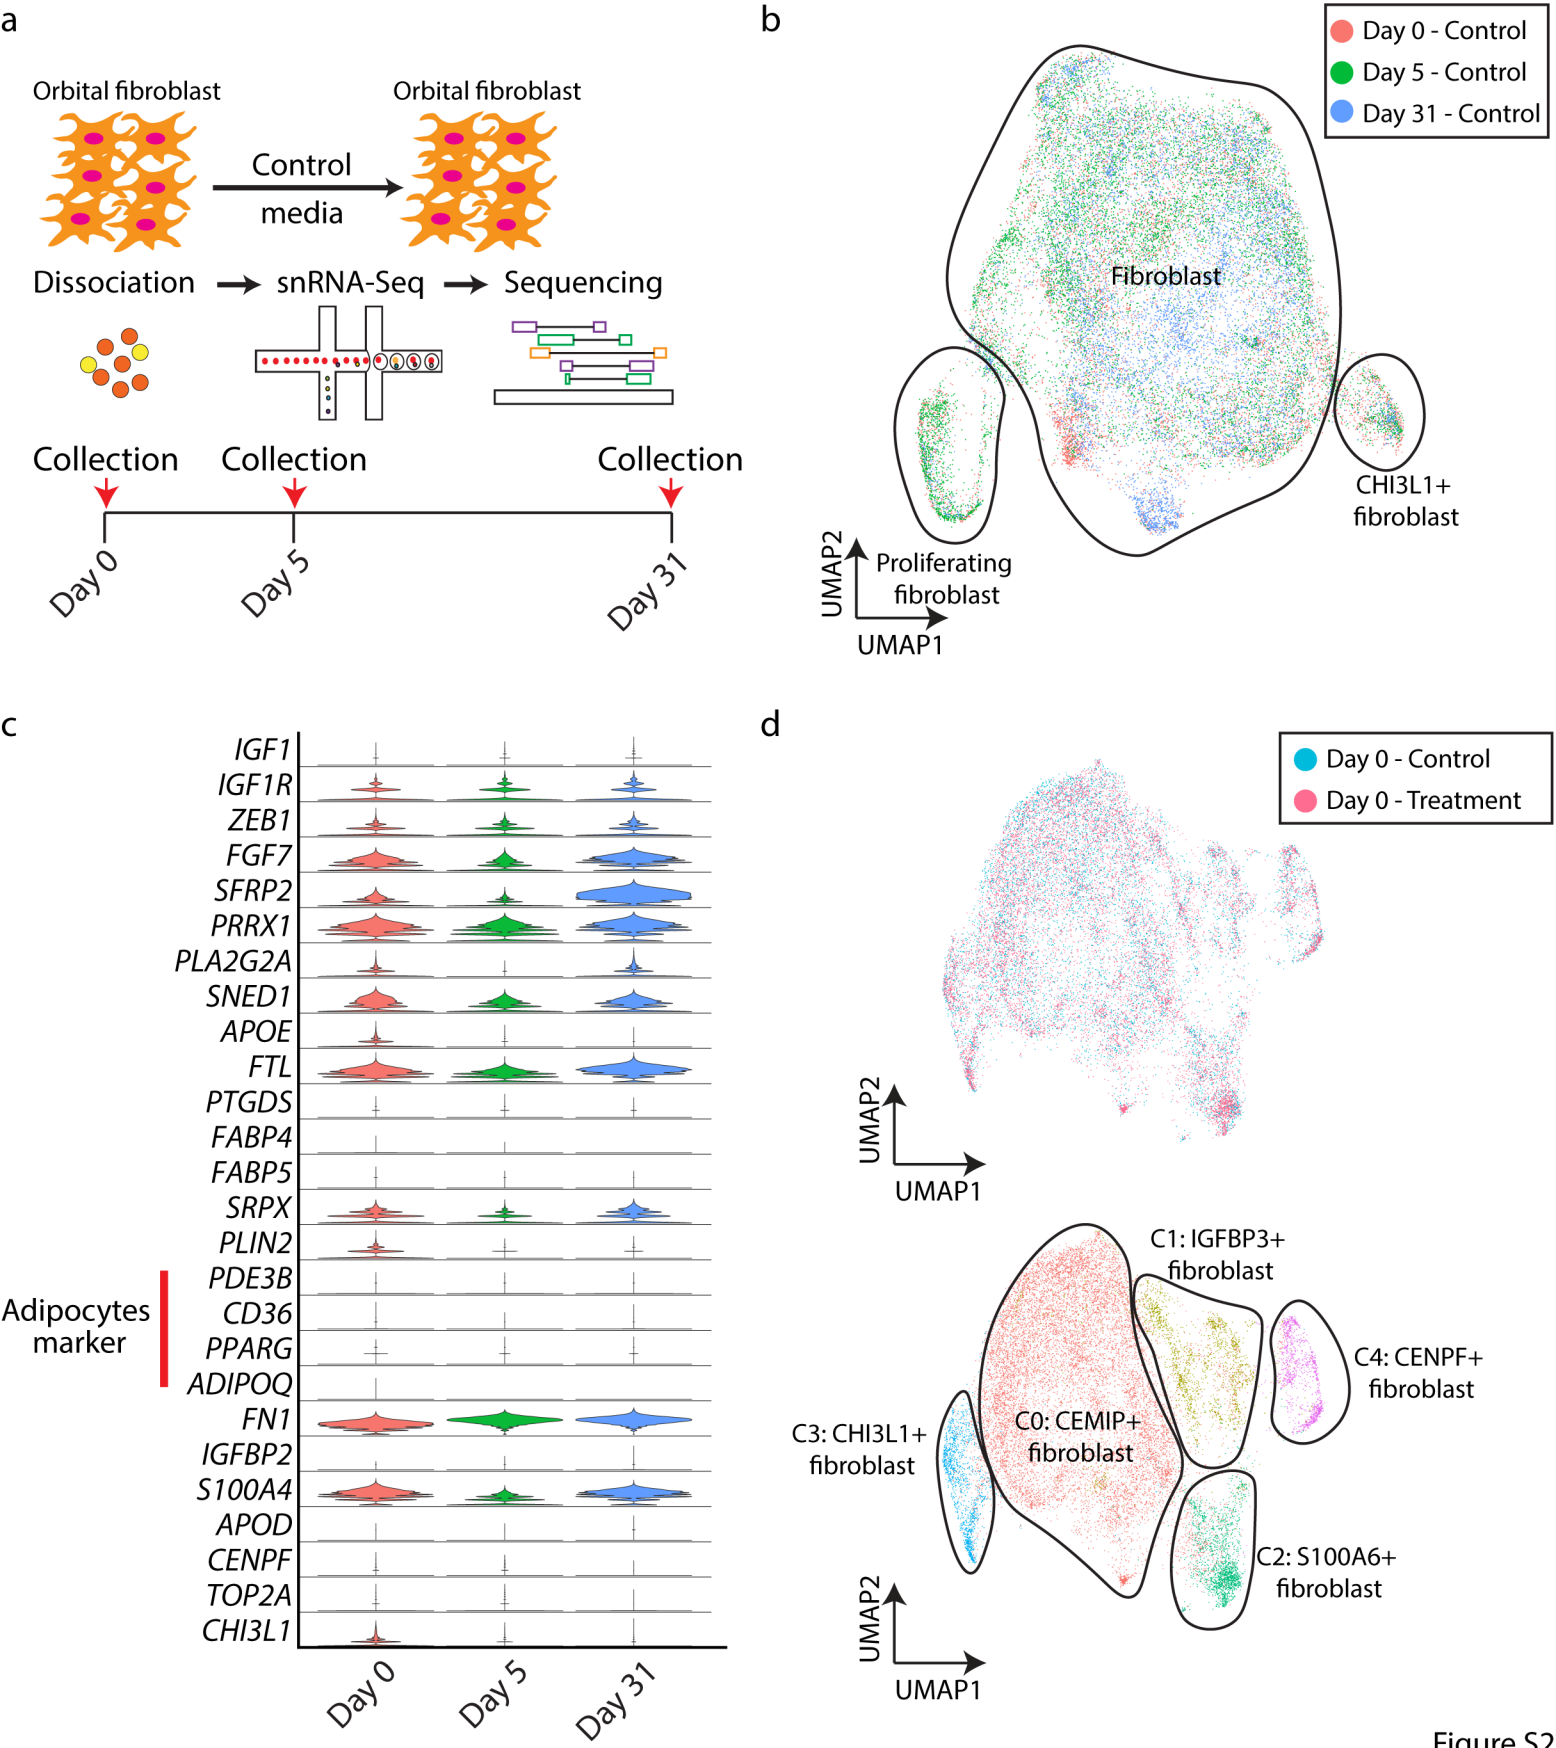 a
Orbital fibroblast
Orbital fibroblast
Control
media
Dissociation
snRNA-Seq
Sequencing
Collection
Collection
Collection
Day 0
Day 5
Day 31
b
Day 0 - Control
Day 5 - Control
Day 31 - Control
Fibroblast
CHI3L1+
fibroblast
Proliferating
fibroblast
UMAP2
UMAP1
c
IGF1
IGF1R
ZEB1
FGF7
SFRP2
PRRX1
PLA2G2A
SNED1
APOE
FTL
PTGDS
FABP4
FABP5
SRPX
PLIN2
PDE3B
CD36
PPARG
ADIPOQ
FN1
IGFBP2
S100A4
APOD
CENPF
TOP2A
CHI3L1
Adipocytes
marker
Day 0
Day 5
Day 31
d
Day 0 - Control
Day 0 - Treatment
UMAP2
UMAP1
C1: IGFBP3+
fibroblast
C4: CENPF+
fibroblast
C0: CEMIP+
fibroblast
C3: CHI3L1+
fibroblast
C2: S100A6+
fibroblast
UMAP2
UMAP1
Figure S2